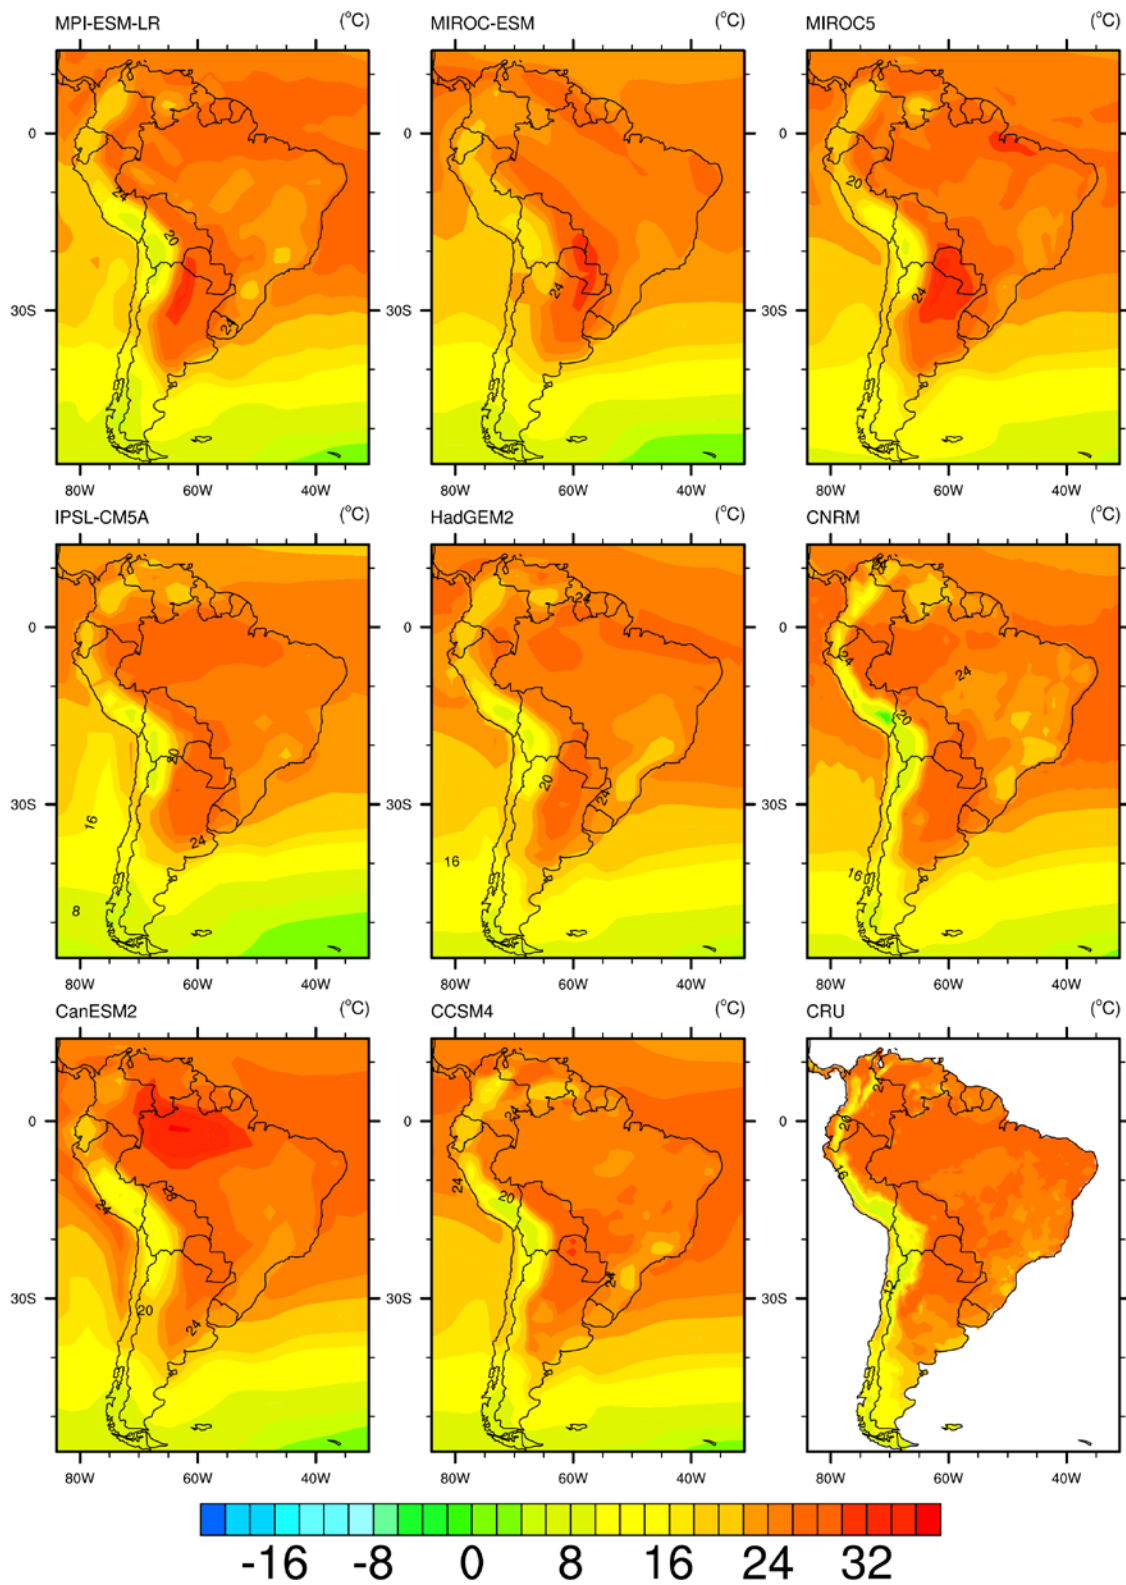 MPI-ESM-LR (°C) MIROC-ESM (°C) MIROC5 (°C)
0 0 0
24 20
20 24 24
30S 24 30S 30S
80W 60W 40W 80W 60W 40W 80W 60W 40W
IPSL-CM5A (°C) HadGEM2 (°C) CNRM (°C)
24
0 0 0
24 24
20
20 20
30S 24 30S 30S
16 24
16 16
8
80W 60W 40W 80W 60W 40W 80W 60W 40W
CanESM2 (°C) CCSM4 (°C) CRU (°C)
0 24 0 0 20
28 24 20 16
24
30S 20 30S 24 30S 12
24
80W 60W 40W 80W 60W 40W 80W 60W 40W
-16 -8 0 8 16 24 32